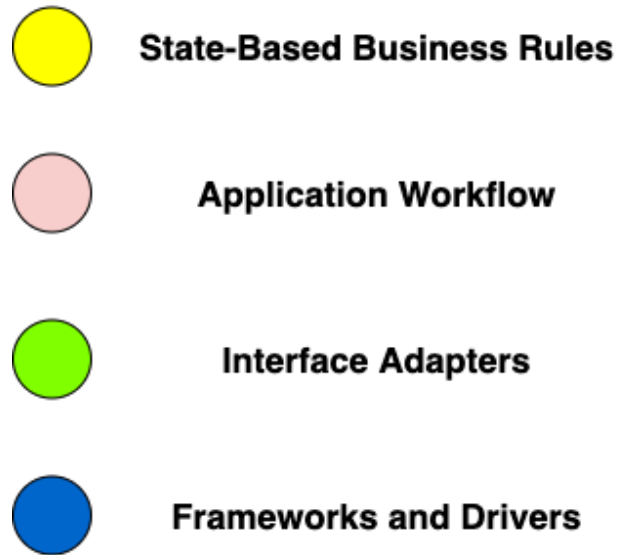 State-Based Business Rules
Application Workflow
Interface Adapters
Frameworks and Drivers